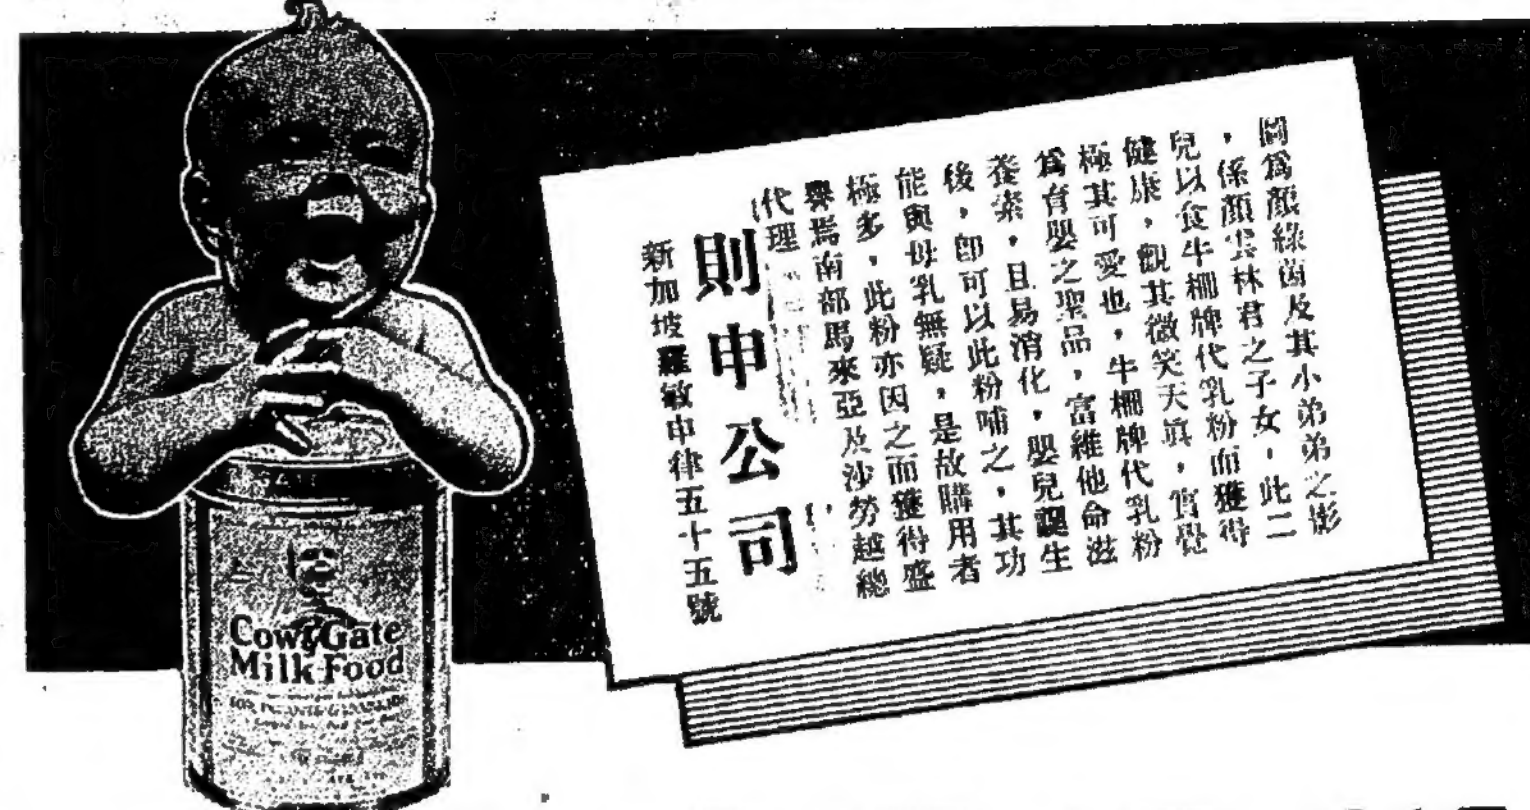 圖爲顏綠茵及其小弟弟之影
，係顏雲林君之子女，此二
兒以食牛柵牌代乳粉而獲得
健康，觀其微笑天眞，實覺
極其可愛也，牛柵牌代乳粉
爲育嬰之聖品，富維他命滋
養素，且易消化，嬰兒誕生
後，即可以此粉哺之，其功
能與母乳無疑，是故購用者
極多，此粉亦因之而獲得盛
譽焉南部馬來亞及沙勞越總
代理
則申公司
新加坡羅敏申律五十五號
Cow&Gate
Milk Food
FOR INFANTS & INVALIDS